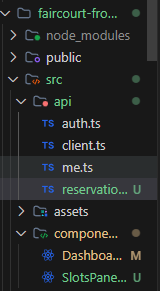 faircourt-fro...
node_modules
public
src
api
TS auth.ts
TS client.ts
TS me.ts
TS reservatio... U
assets
compone...
Dashboa... M
SlotsPane... U